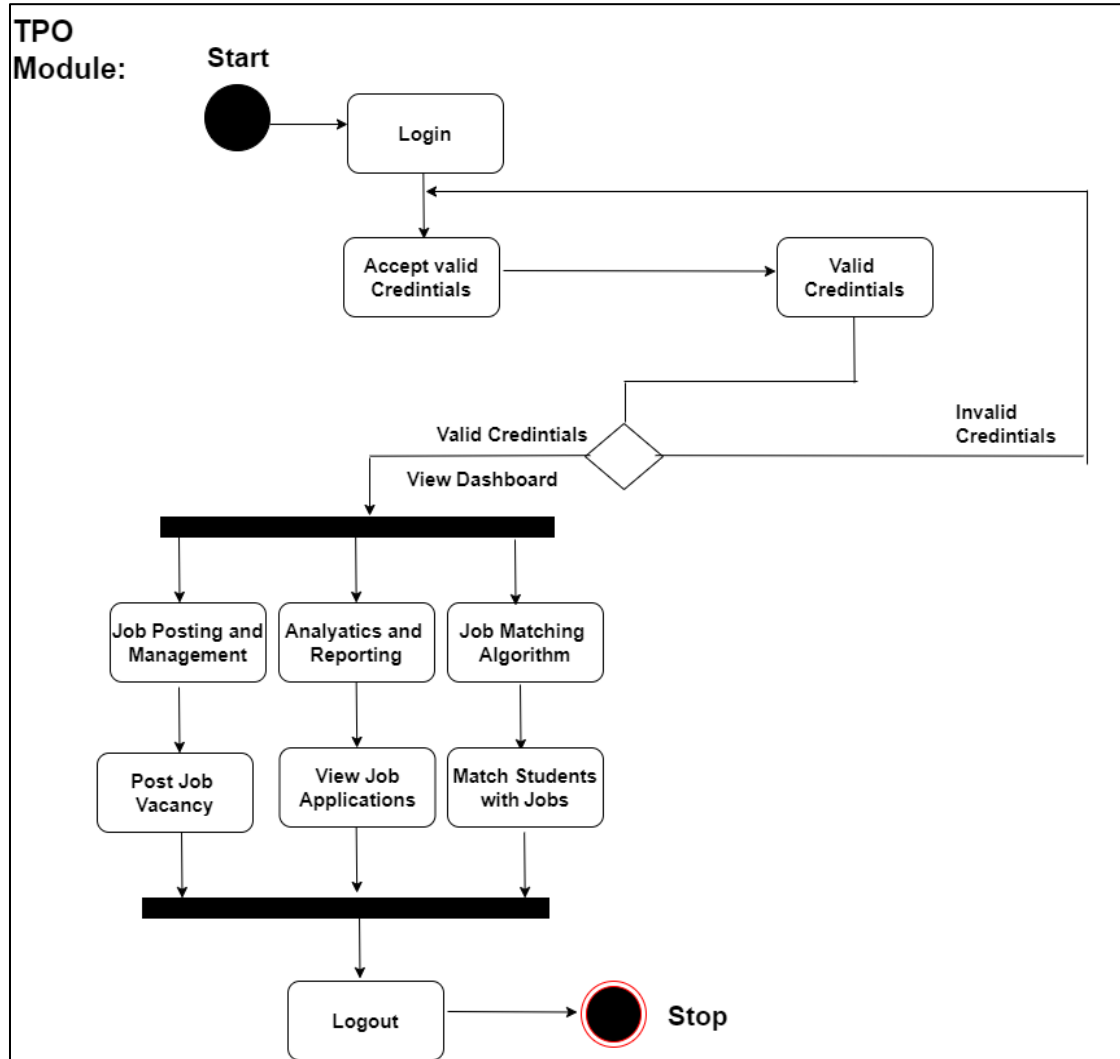 TPO
Module:
Start
Login
Accept valid
Credintials
Valid
Credintials
Valid Credintials
Invalid
Credintials
View Dashboard
Job Posting and
Management
Analyatics and
Reporting
Job Matching
Algorithm
Post Job
Vacancy
View Job
Applications
Match Students
with Jobs
Logout
Stop